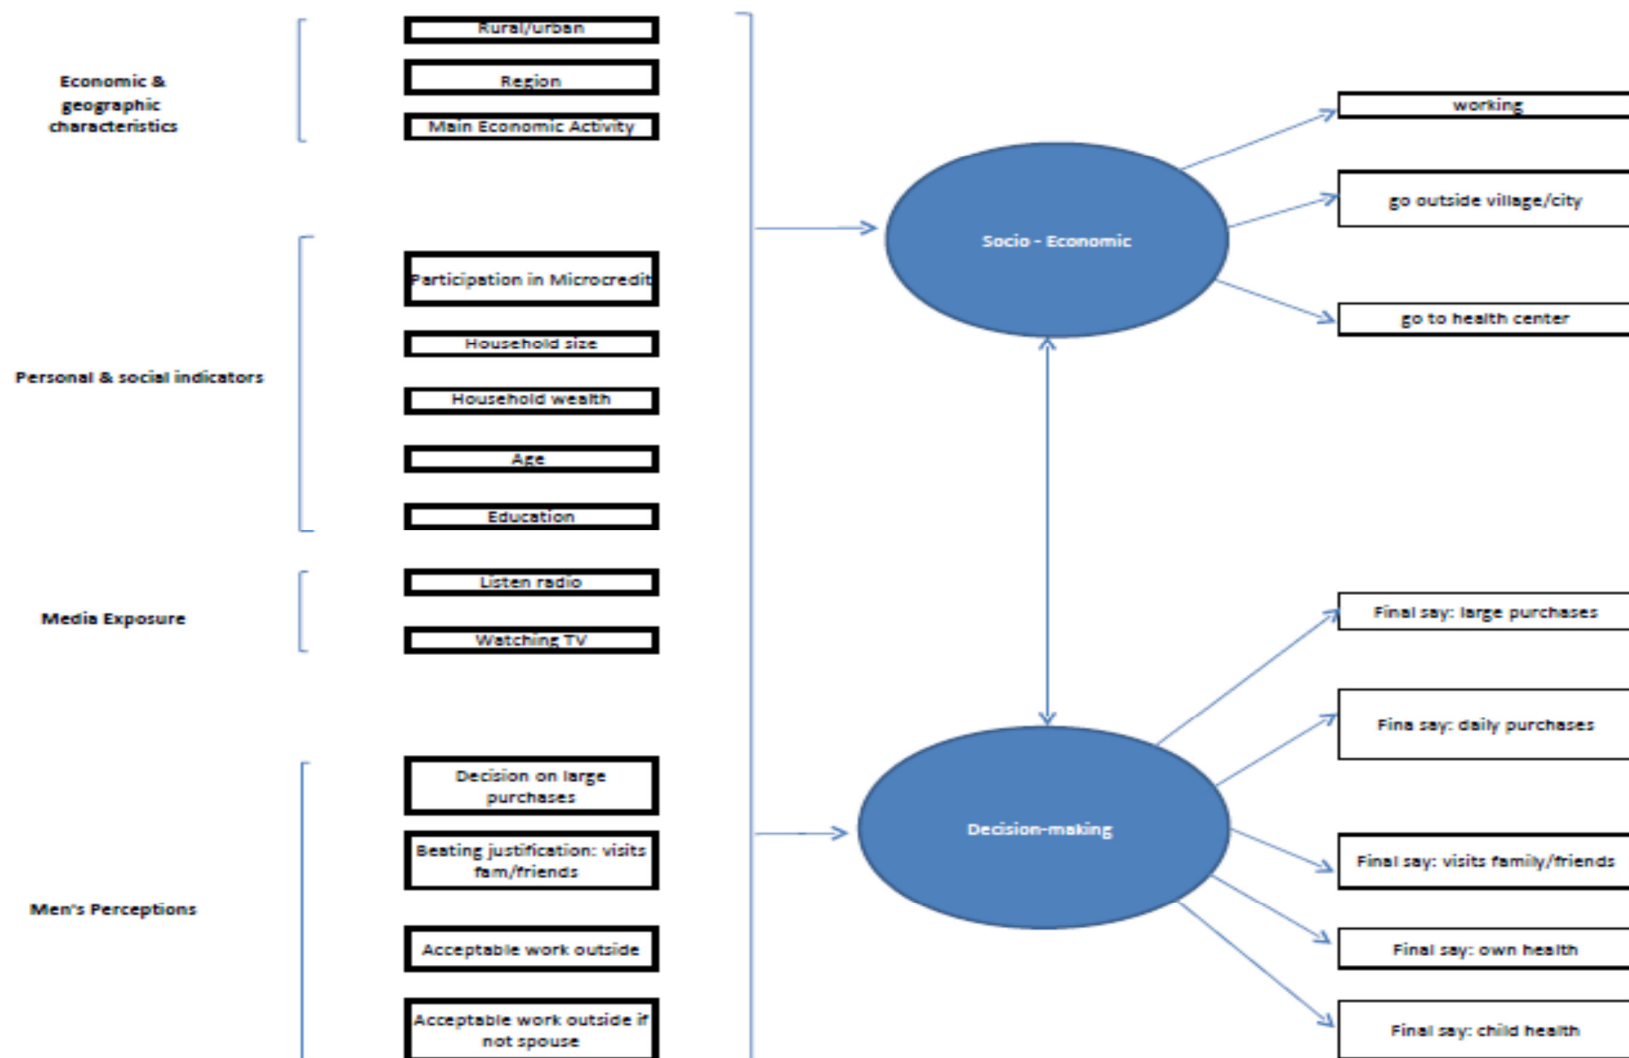 Economic &
geographic
characteristics
Rural/urban
Region
Main Economic Activity
Personal & social indicators
Participation in Microcredit
Household size
Household wealth
Age
Education
Media Exposure
Listen radio
Watching TV
Men's Perceptions
Decision on large
purchases
Beating justification: visits
fam/friends
Acceptable work outside
Acceptable work outside if
not spouse
Socio - Economic
Decision-making
working
go outside village/city
go to health center
Final say: large purchases
Fina say: daily purchases
Final say: visits family/friends
Final say: own health
Final say: child health